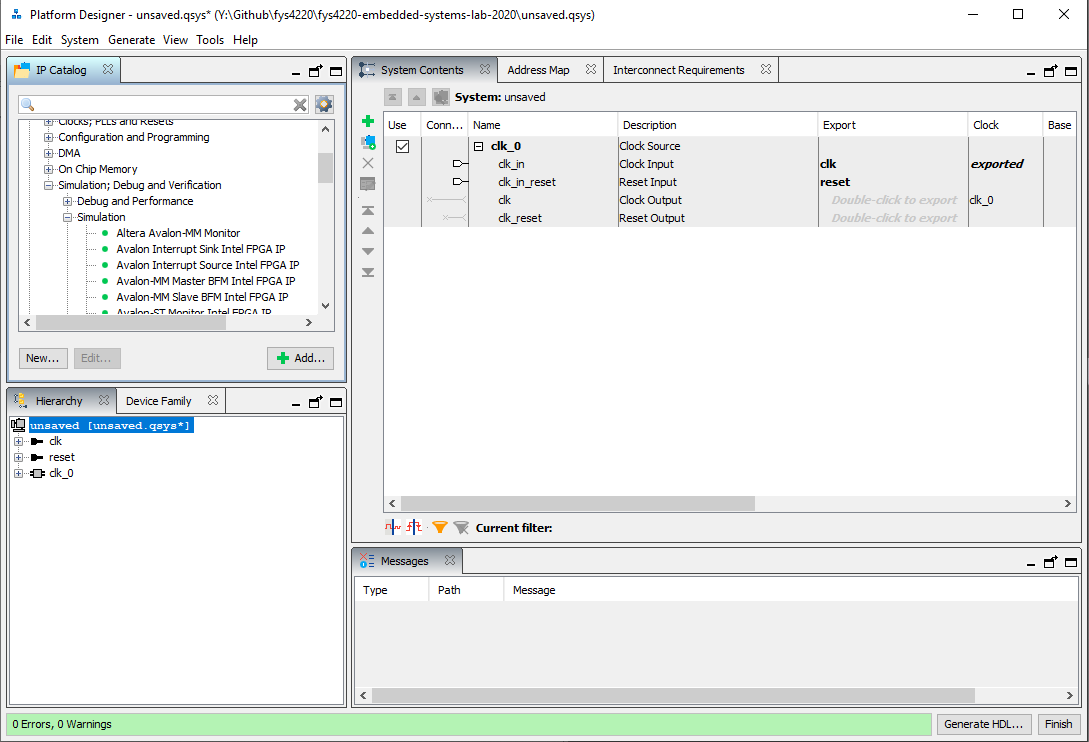 Platform Designer - unsaved.qsys* (Y:\Github\fys4220\fys4220-embedded-systems-lab-2020\unsaved.qsys)
File Edit System Generate View Tools Help
IP Catalog
Clocks; PLLs and Resets
Configuration and Programming
DMA
On Chip Memory
Simulation; Debug and Verification
Debug and Performance
Simulation
Altera Avalon-MM Monitor
Avalon Interrupt Sink Intel FPGA IP
Avalon Interrupt Source Intel FPGA IP
Avalon-MM Master BFM Intel FPGA IP
Avalon-MM Slave BFM Intel FPGA IP
Avalon-ST Monitor Intel FPGA IP
New... Edit... Add...
Hierarchy Device Family
unsaved [unsaved.qsys*]
clk
reset
clk_0
System Contents Address Map Interconnect Requirements
System: unsaved
Use Conn... Name Description Export Clock Base
clk_0 Clock Source
clk_in Clock Input clk exported
clk_in_reset Reset Input reset
clk Clock Output Double-click to export clk_0
clk_reset Reset Output Double-click to export
Current filter:
Messages
Type Path Message
0 Errors, 0 Warnings Generate HDL... Finish